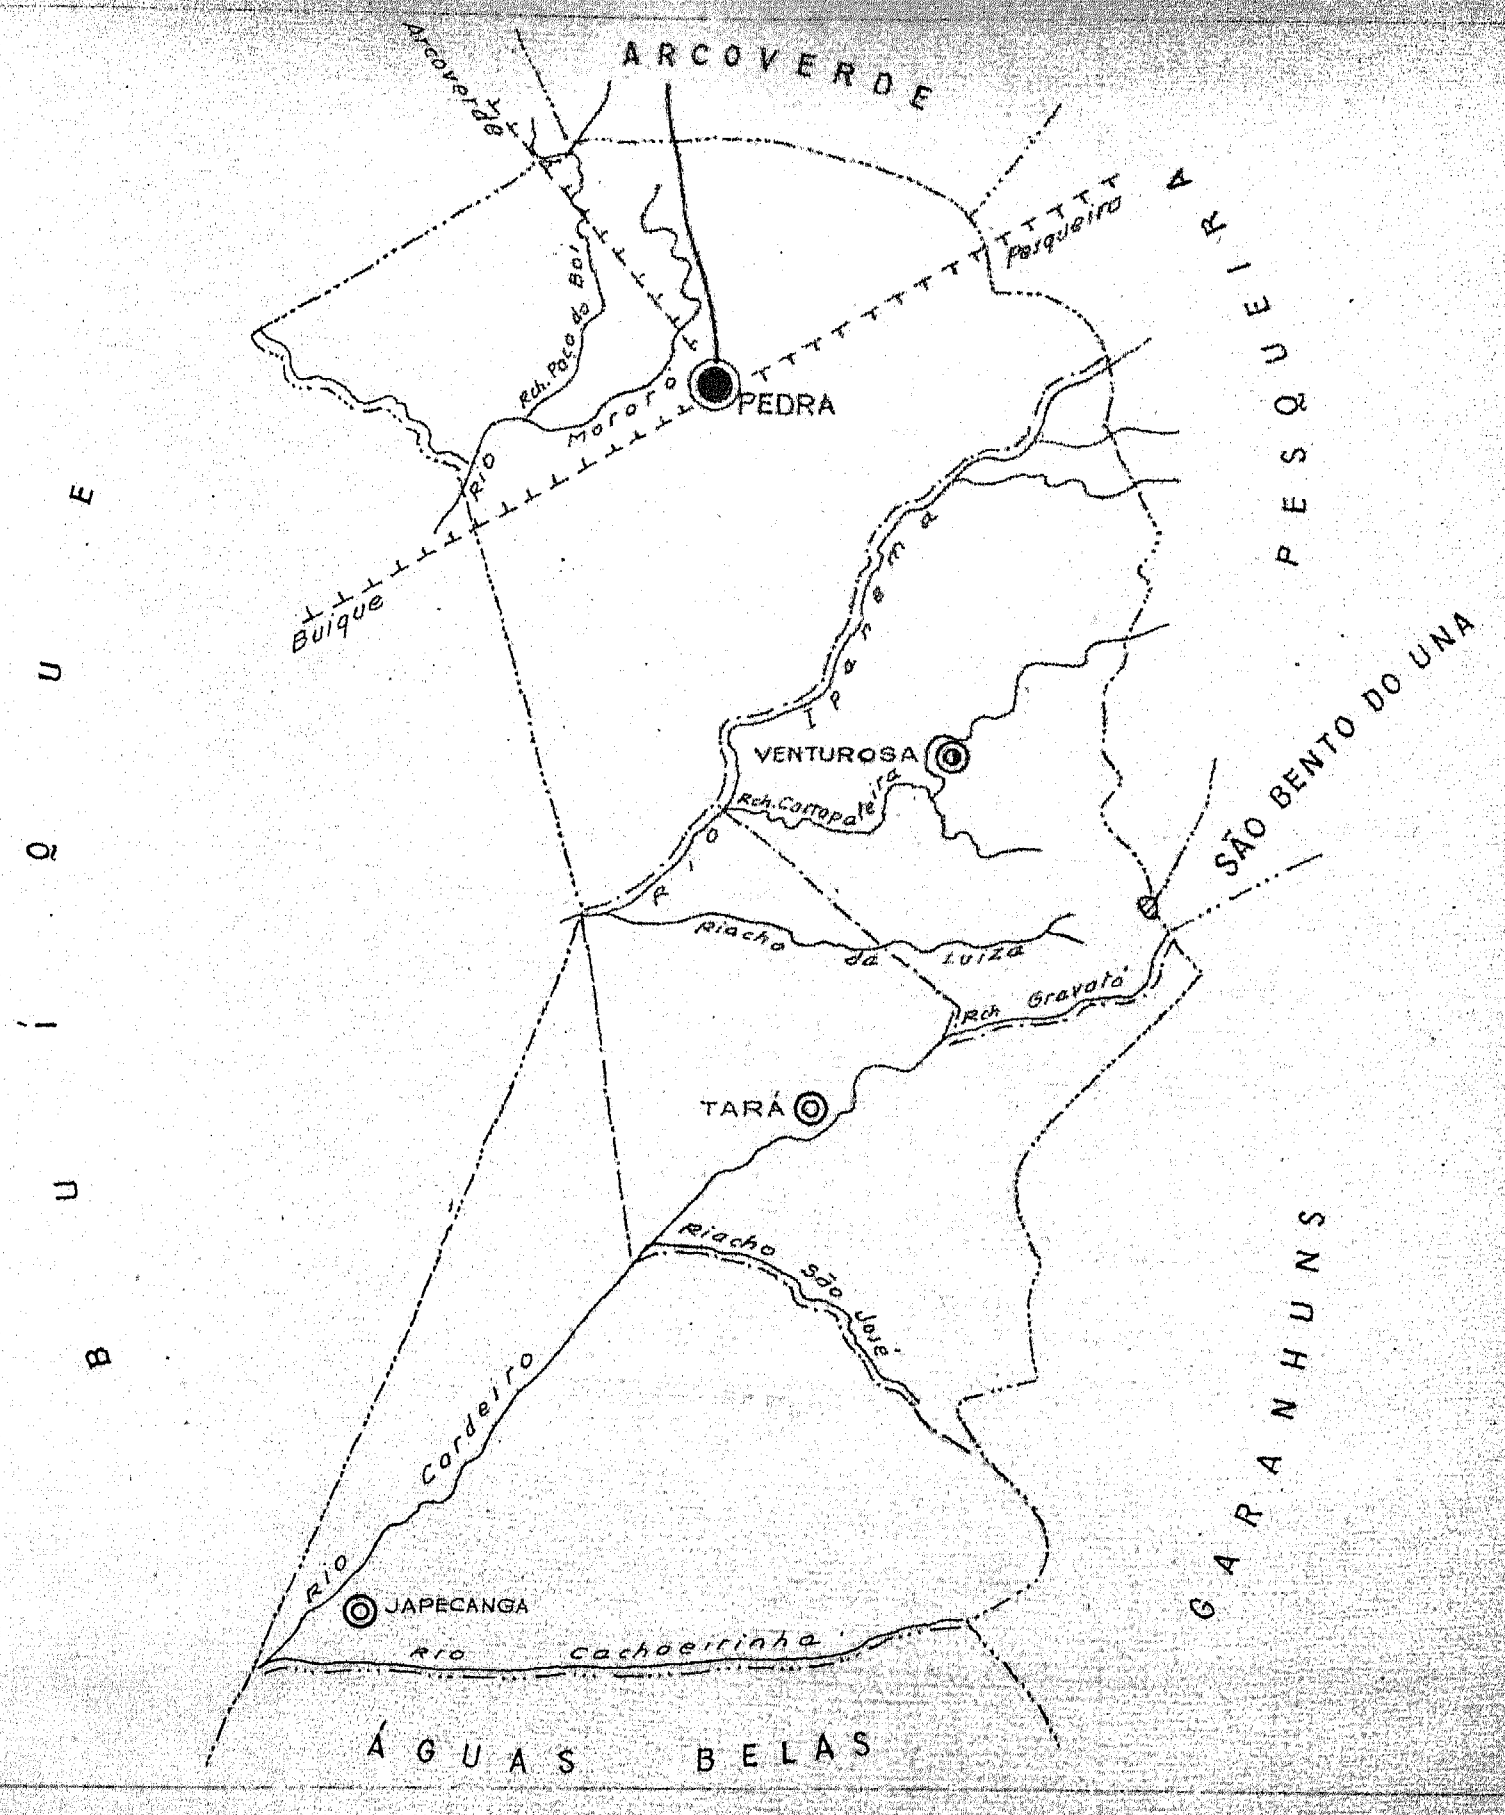 ARCOVERDE
Arcoverde
PESQUEIRA
Pesqueira
Rch. Poço do Boi
Rio Mororó
PEDRA
Buique
BUÍQUE
Rio Ipanema
SÃO BENTO DO UNA
VENTUROSA
Rch. Carrapateira
Riacho da Luiza
Rch Gravatá
TARÁ
Riacho São José
GARANHUNS
Rio Cordeiro
JAPECANGA
Rio Cachoeirinha
ÁGUAS BELAS